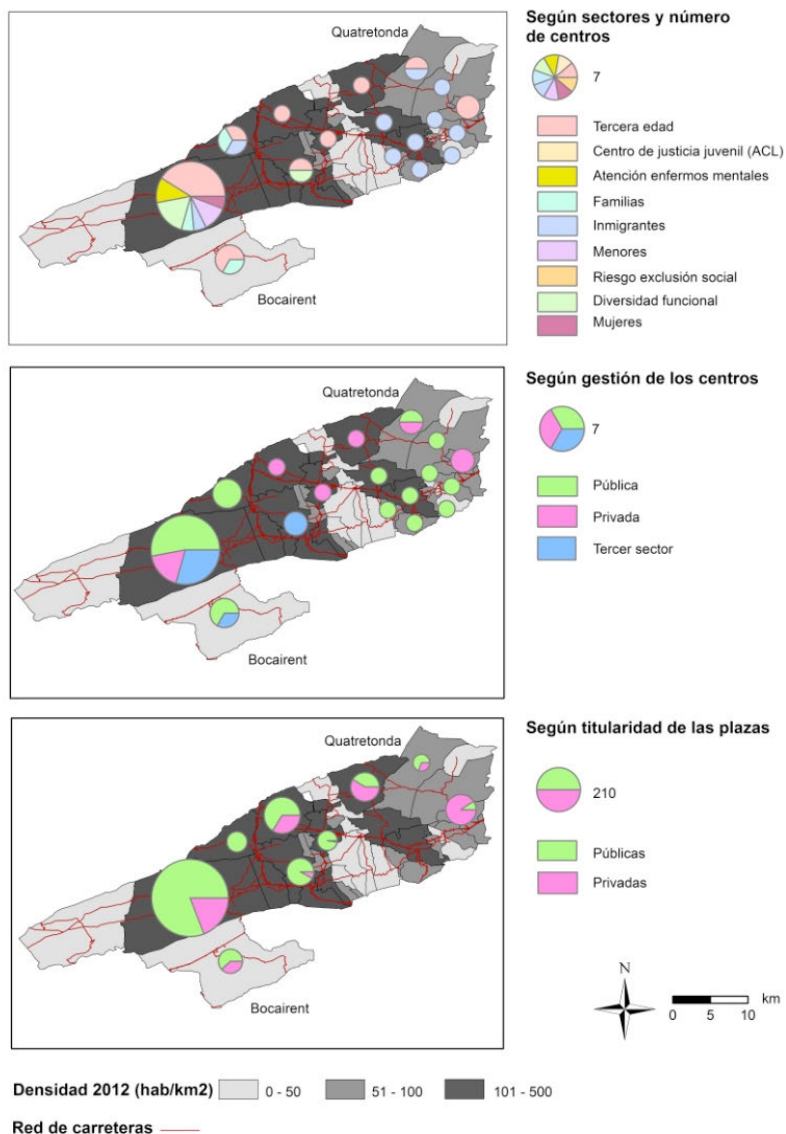 Quatretonda
Bocairent
Según sectores y número
de centros
7
Tercera edad
Centro de justicia juvenil (ACL)
Atención enfermos mentales
Familias
Inmigrantes
Menores
Riesgo exclusión social
Diversidad funcional
Mujeres
Quatretonda
Bocairent
Según gestión de los centros
7
Pública
Privada
Tercer sector
Quatretonda
Bocairent
Según titularidad de las plazas
210
Públicas
Privadas
N
km
0 5 10
Densidad 2012 (hab/km2) 0 - 50 51 - 100 101 - 500
Red de carreteras